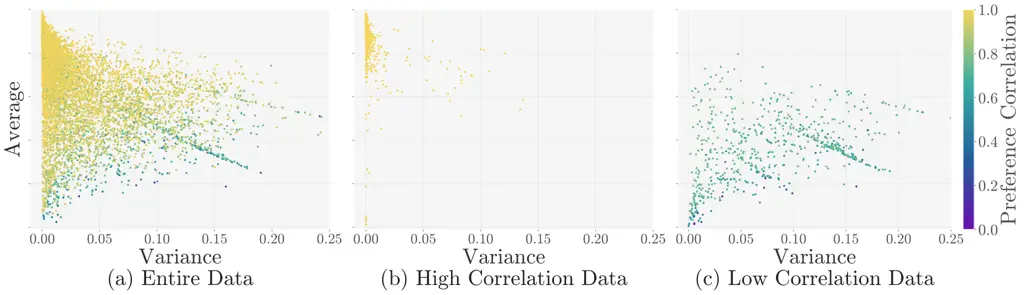 Average
0.00 0.05 0.10 0.15 0.20 0.25
Variance
(a) Entire Data
0.00 0.05 0.10 0.15 0.20 0.25
Variance
(b) High Correlation Data
0.00 0.05 0.10 0.15 0.20 0.25
Variance
(c) Low Correlation Data
1.0
0.8
0.6
0.4
0.2
0.0
Preference Correlation